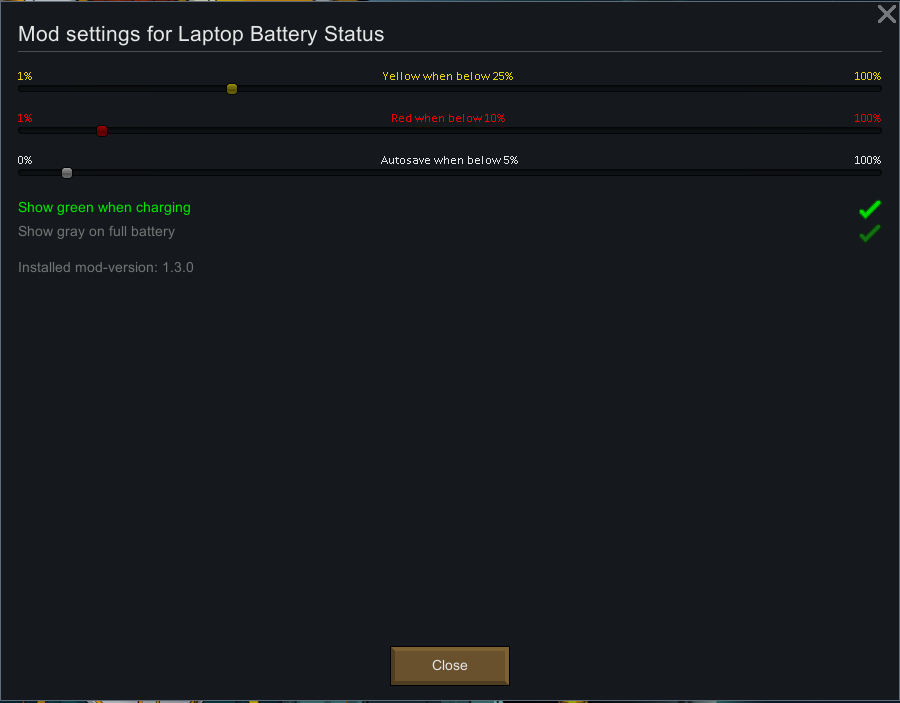 Mod settings for Laptop Battery Status
1% Yellow when below 25% 100%
1% Red when below 10% 100%
0% Autosave when below 5% 100%
Show green when charging
Show gray on full battery
Installed mod-version: 1.3.0
Close